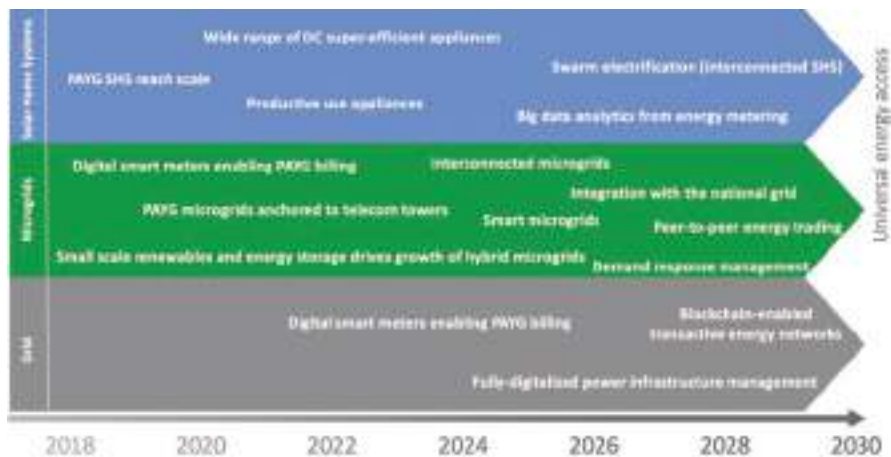 Solar Home Systems
Wide range of DC super-efficient appliances
Swarm electrification (interconnected SHS)
PAYG SHS reach scale
Productive use appliances
Big data analytics from energy metering
Microgrids
Digital smart meters enabling PAYG billing
Interconnected microgrids
Integration with the national grid
PAYG microgrids anchored to telecom towers
Smart microgrids
Peer-to-peer energy trading
Small scale renewables and energy storage drives growth of hybrid microgrids
Demand response management
Grid
Digital smart meters enabling PAYG billing
Blockchain-enabled
transactive energy networks
Fully-digitalised power infrastructure management
Universal energy access
2018 2020 2022 2024 2026 2028 2030